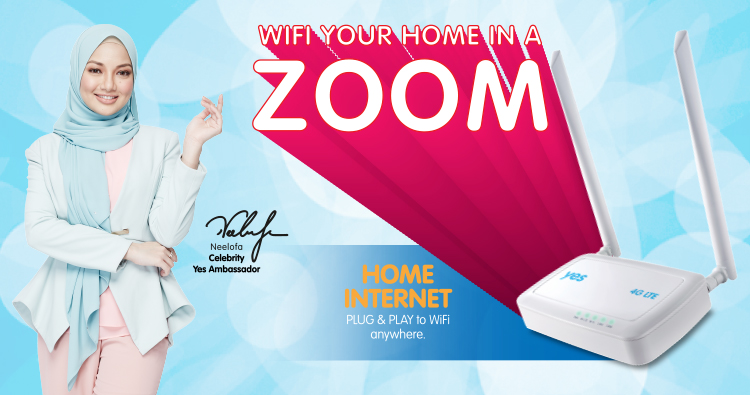 WIFI YOUR HOME IN A
ZOOM
Neelofa
Neelofa
Celebrity
Yes Ambassador
HOME
INTERNET
PLUG & PLAY to WiFi
anywhere.
yes
4G LTE